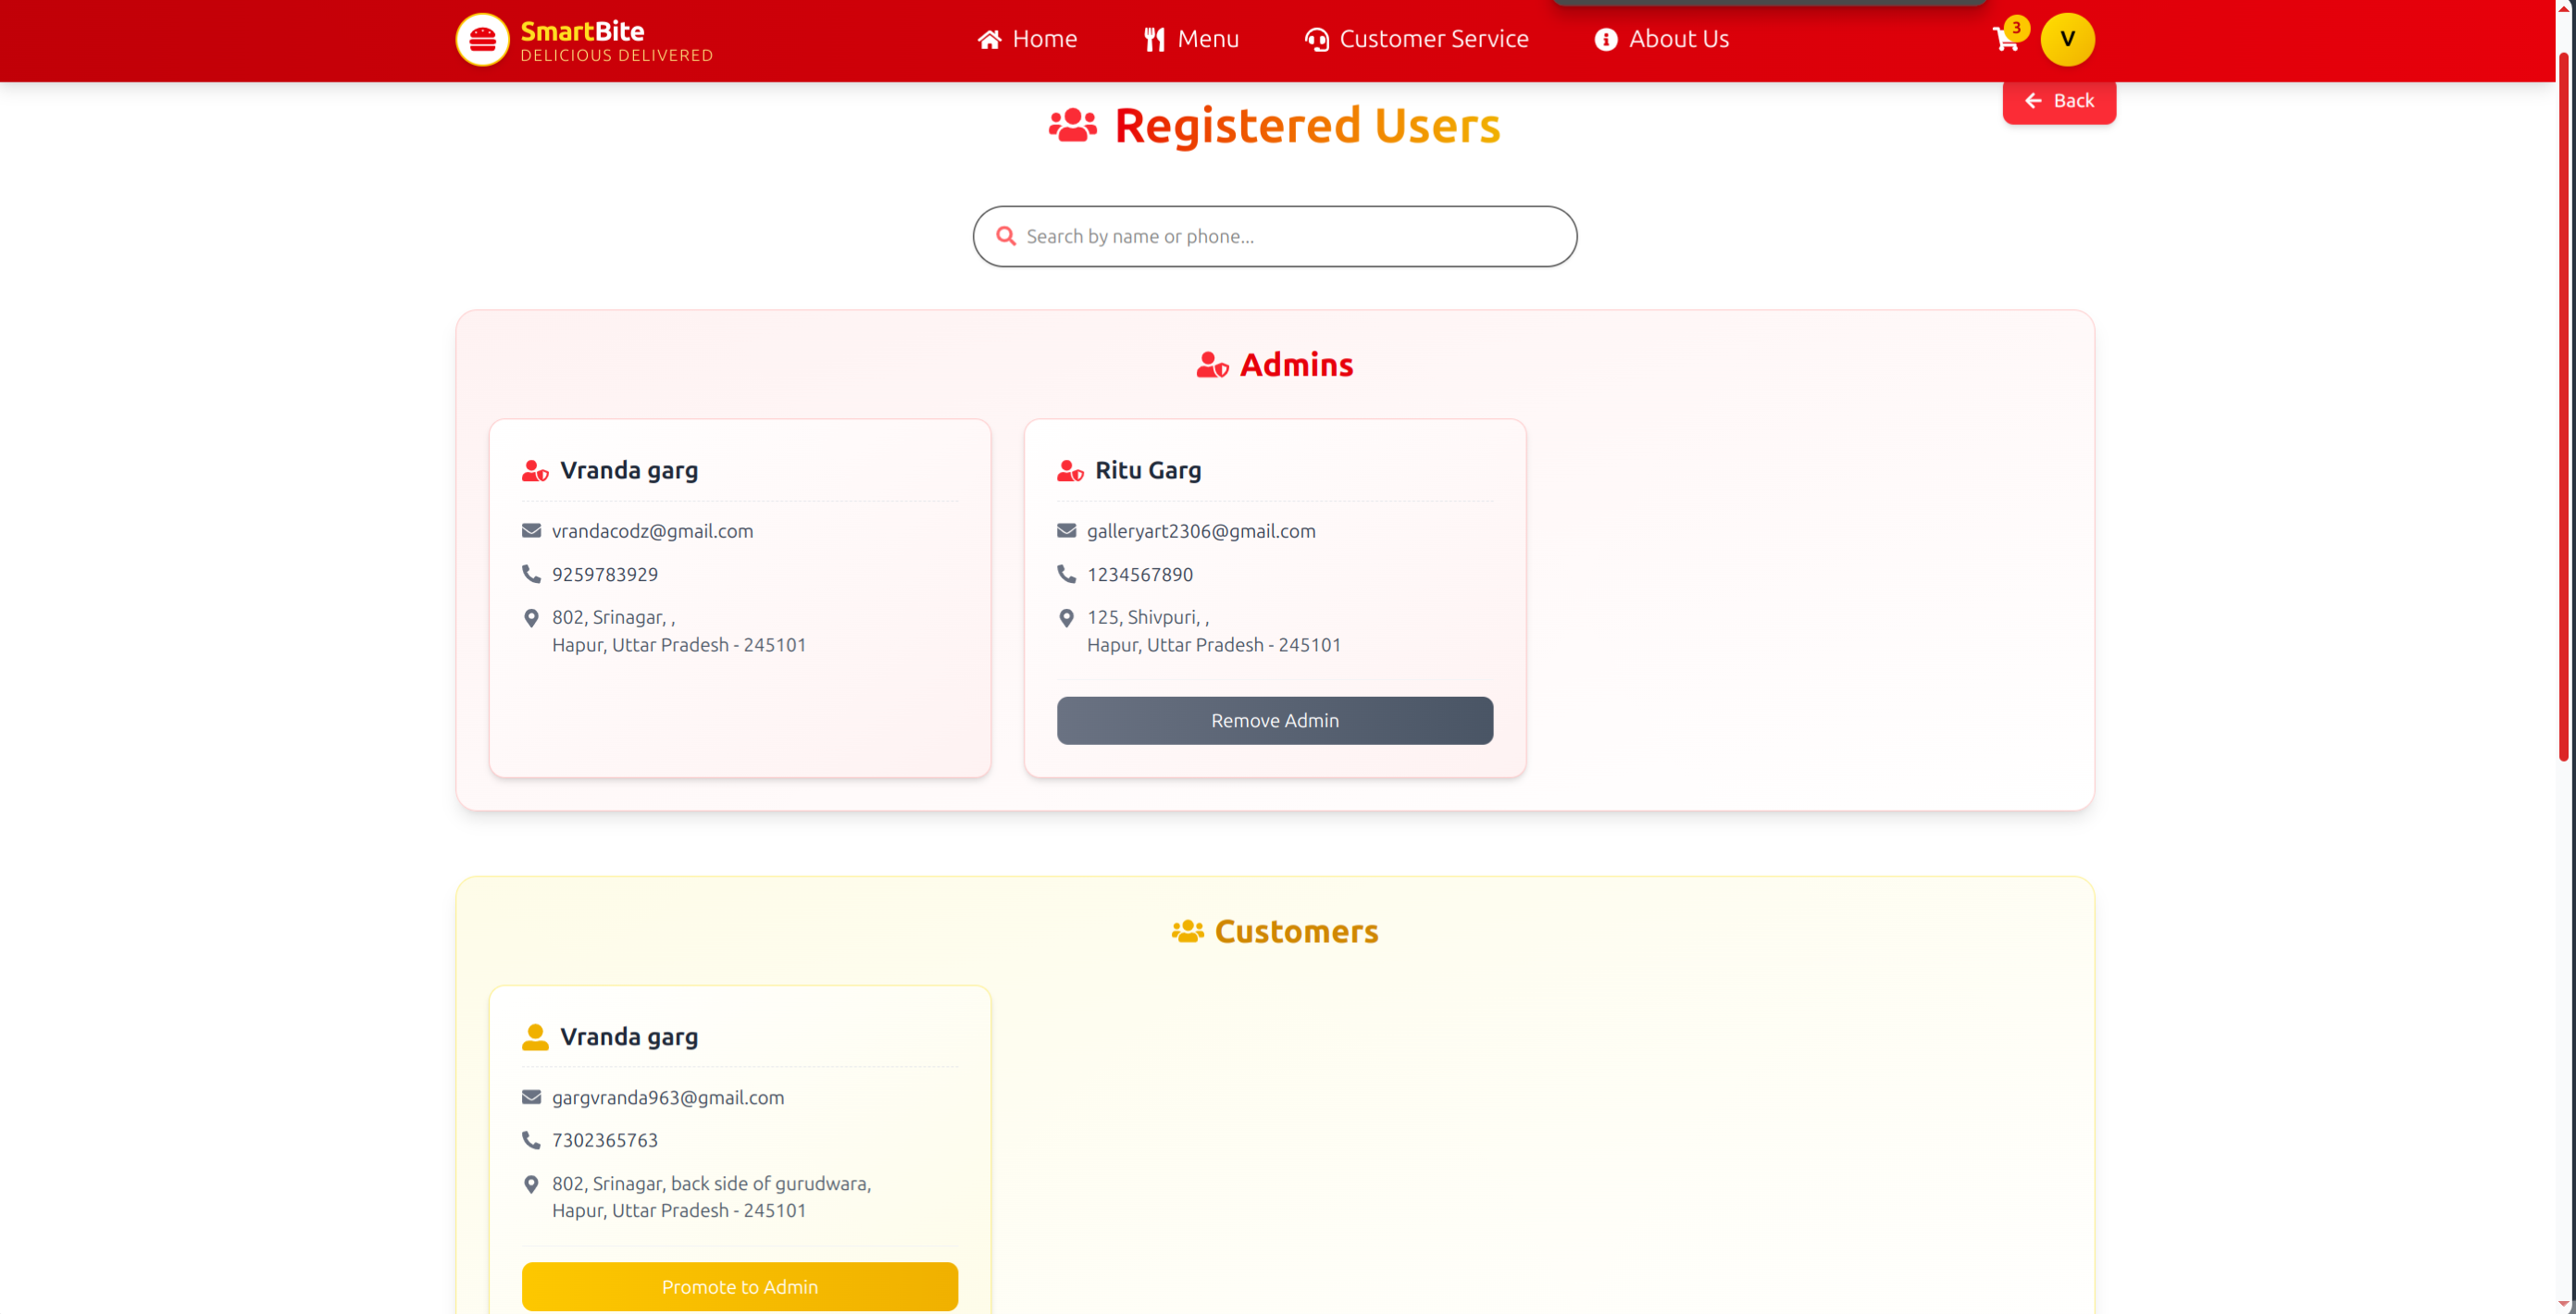 SmartBite
DELICIOUS DELIVERED
Home
Menu
Customer Service
About Us
3
V
Back
Registered Users
Search by name or phone...
Admins
Vranda garg
vrandacodz@gmail.com
9259783929
802, Srinagar, ,
Hapur, Uttar Pradesh - 245101
Ritu Garg
galleryart2306@gmail.com
1234567890
125, Shivpuri, ,
Hapur, Uttar Pradesh - 245101
Remove Admin
Customers
Vranda garg
gargvranda963@gmail.com
7302365763
802, Srinagar, back side of gurudwara,
Hapur, Uttar Pradesh - 245101
Promote to Admin